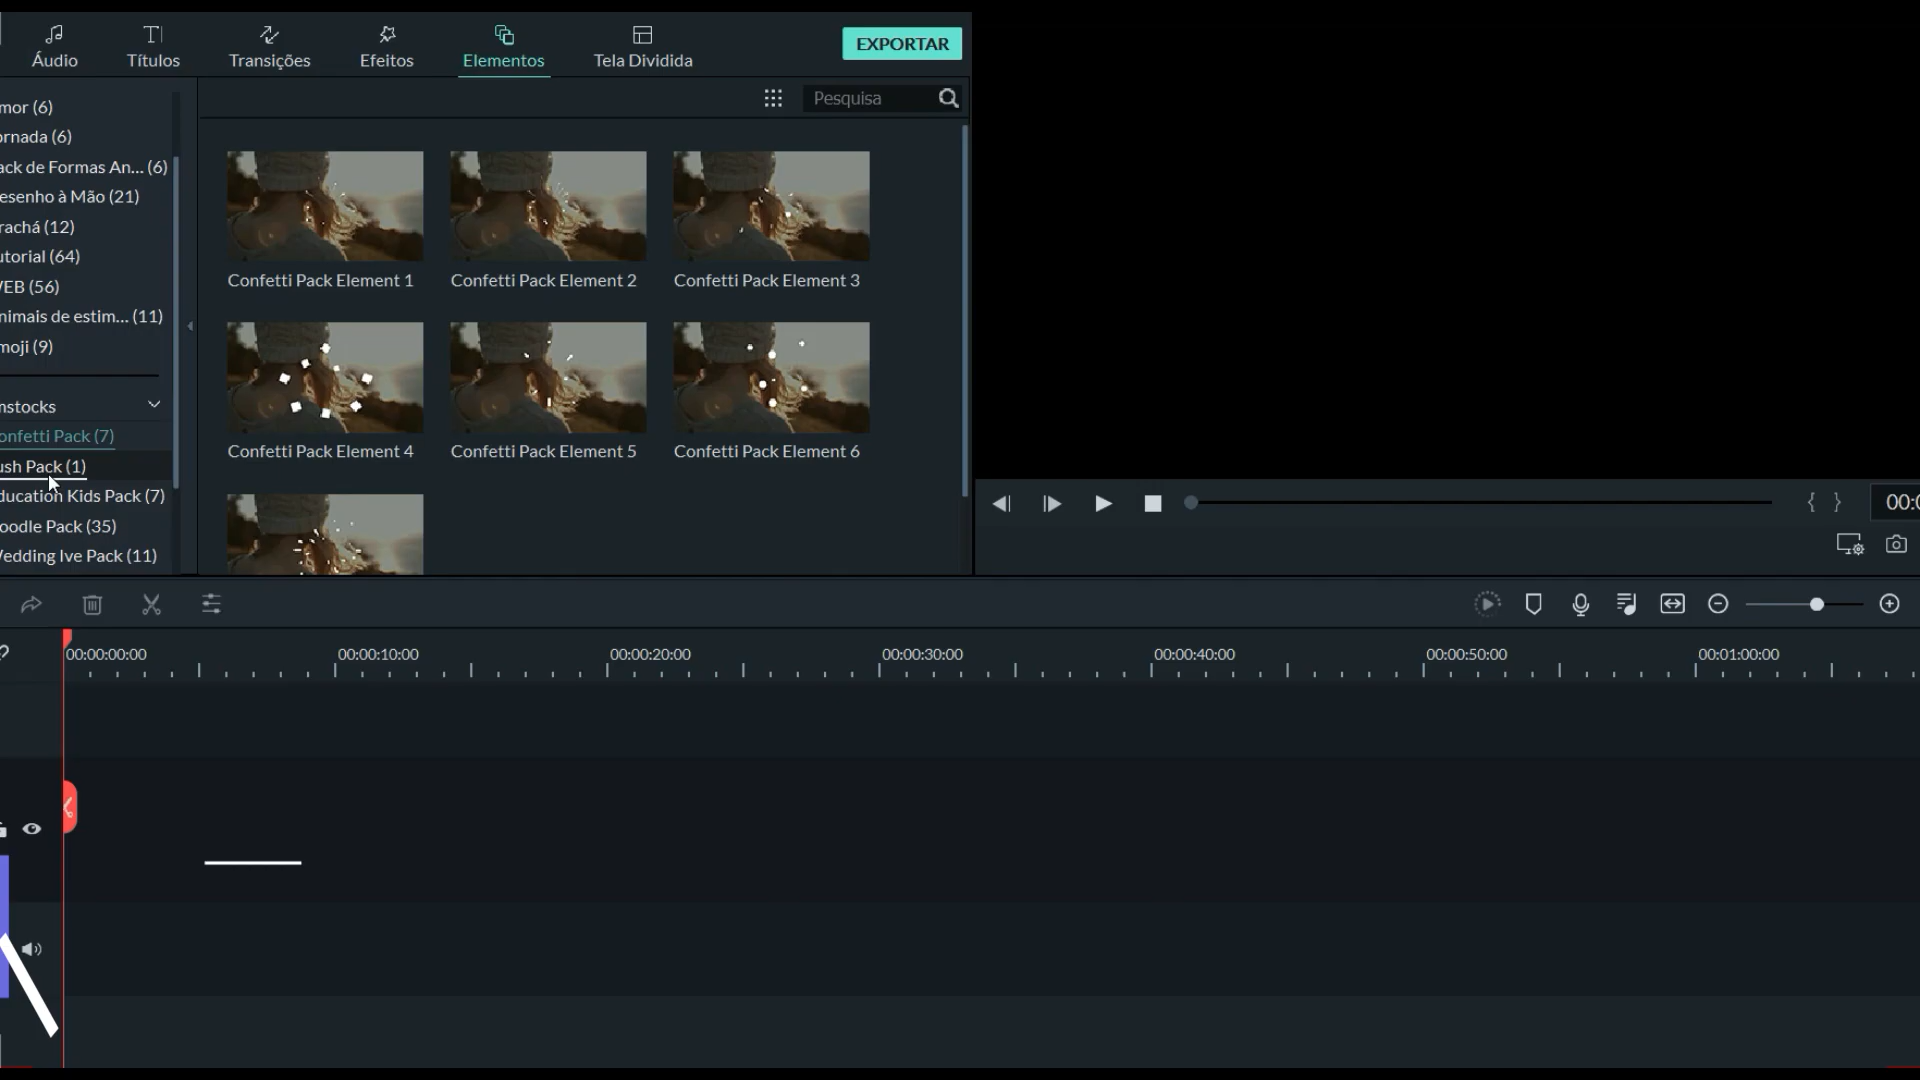 Áudio
Títulos
Transições
Efeitos
Elementos
Tela Dividida
EXPORTAR
Pesquisa
mor (6)
ornada (6)
ack de Formas An... (6)
esenho à Mão (21)
rachá (12)
utorial (64)
EB (56)
nimais de estim... (11)
moji (9)
mstocks
onfetti Pack (7)
ush Pack (1)
ducation Kids Pack (7)
oodle Pack (35)
Wedding Ive Pack (11)
Confetti Pack Element 1
Confetti Pack Element 2
Confetti Pack Element 3
Confetti Pack Element 4
Confetti Pack Element 5
Confetti Pack Element 6
{ }
00:0
00:00:00:00
00:00:10:00
00:00:20:00
00:00:30:00
00:00:40:00
00:00:50:00
00:01:00:00